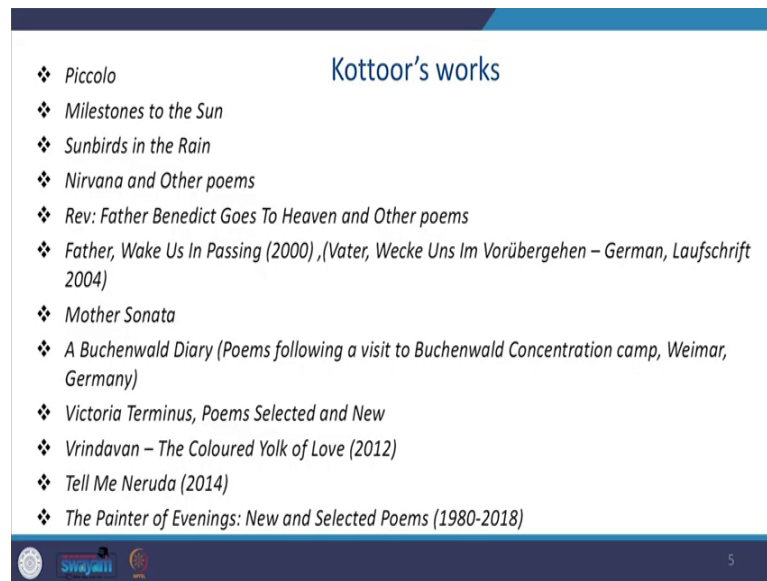 Kottoor's works
❖ Piccolo
❖ Milestones to the Sun
❖ Sunbirds in the Rain
❖ Nirvana and Other poems
❖ Rev: Father Benedict Goes To Heaven and Other poems
❖ Father, Wake Us In Passing (2000) ,(Vater, Wecke Uns Im Vorübergehen – German, Laufschrift
2004)
❖ Mother Sonata
❖ A Buchenwald Diary (Poems following a visit to Buchenwald Concentration camp, Weimar,
Germany)
❖ Victoria Terminus, Poems Selected and New
❖ Vrindavan – The Coloured Yolk of Love (2012)
❖ Tell Me Neruda (2014)
❖ The Painter of Evenings: New and Selected Poems (1980-2018)
swayam
5